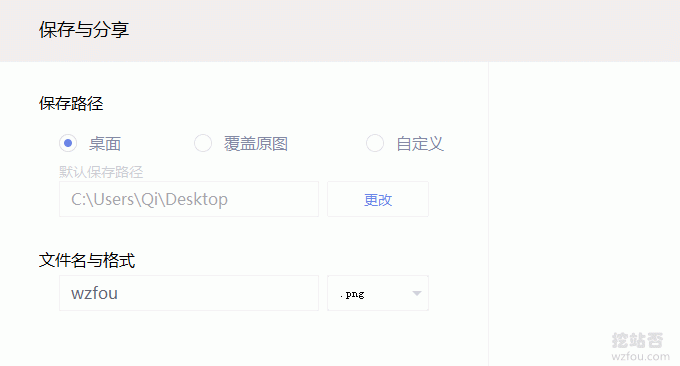 保存与分享
保存路径
桌面 覆盖原图 自定义
默认保存路径
C:\Users\Qi\Desktop 更改
文件名与格式
wzfou .png
挖站否
wzfou.com